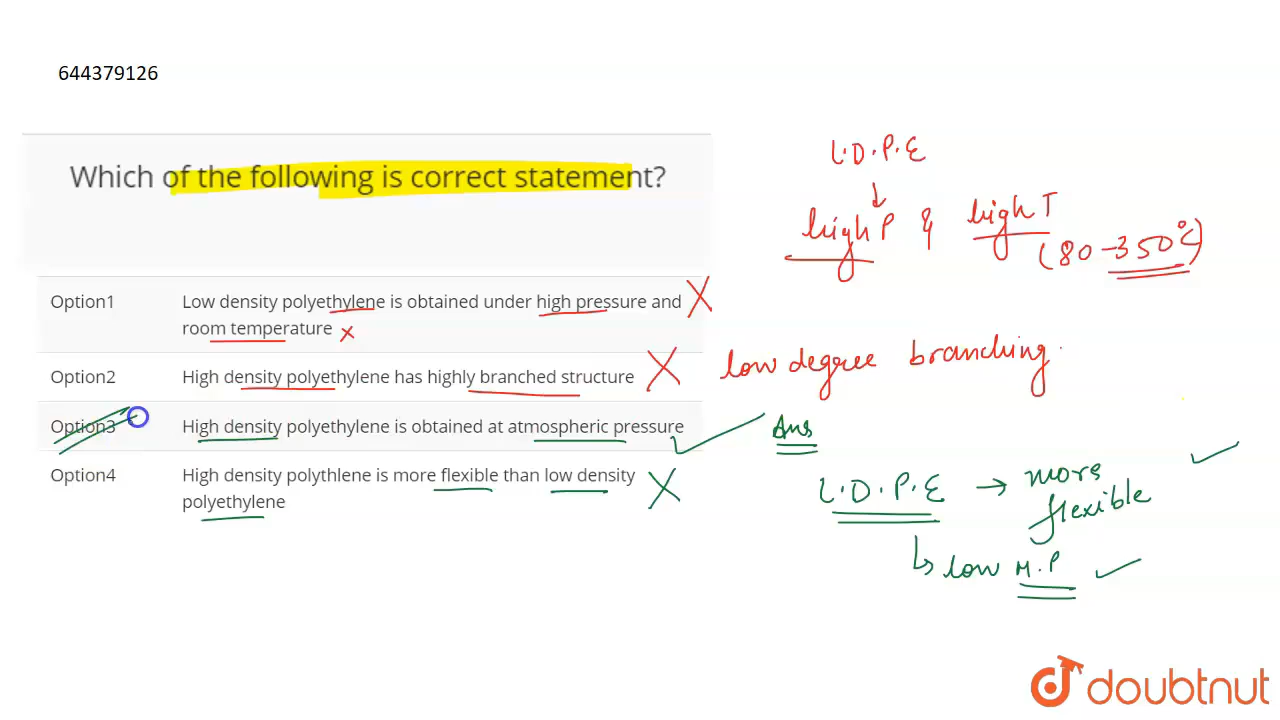 644379126
Which of the following is correct statement?
Option1 Low density polyethylene is obtained under high pressure and
room temperature
Option2 High density polyethylene has highly branched structure
Option3 High density polyethylene is obtained at atmospheric pressure
Option4 High density polythlene is more flexible than low density
polyethylene
L.D.P.E
high P & high T
(80-350°C)
low degree branching.
Ans
L.D.P.E → more
flexible
low M.P
doubtnut